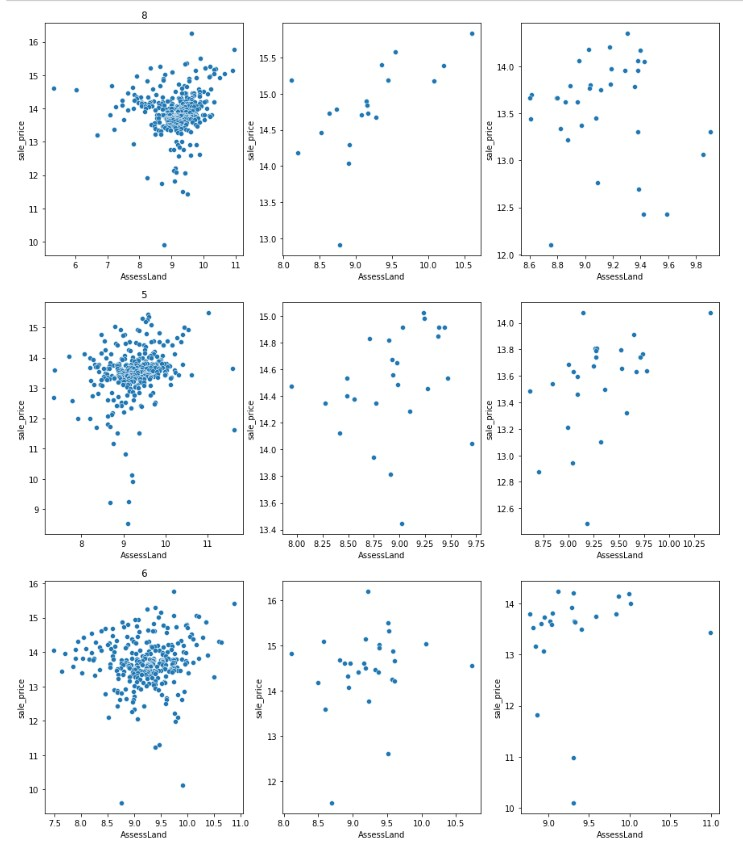 8
16
15
14
13
12
11
10
6 7 8 9 10 11
AssessLand
sale_price
15.5
15.0
14.5
14.0
13.5
13.0
8.0 8.5 9.0 9.5 10.0 10.5
AssessLand
sale_price
14.0
13.5
13.0
12.5
12.0
8.6 8.8 9.0 9.2 9.4 9.6 9.8
AssessLand
sale_price
5
15
14
13
12
11
10
9
8 9 10 11
AssessLand
sale_price
15.0
14.8
14.6
14.4
14.2
14.0
13.8
13.6
13.4
8.00 8.25 8.50 8.75 9.00 9.25 9.50 9.75
AssessLand
sale_price
14.0
13.8
13.6
13.4
13.2
13.0
12.8
12.6
8.75 9.00 9.25 9.50 9.75 10.00 10.25
AssessLand
sale_price
6
16
15
14
13
12
11
10
7.5 8.0 8.5 9.0 9.5 10.0 10.5 11.0
AssessLand
sale_price
16
15
14
13
12
8.0 8.5 9.0 9.5 10.0 10.5
AssessLand
sale_price
14
13
12
11
10
9.0 9.5 10.0 10.5 11.0
AssessLand
sale_price